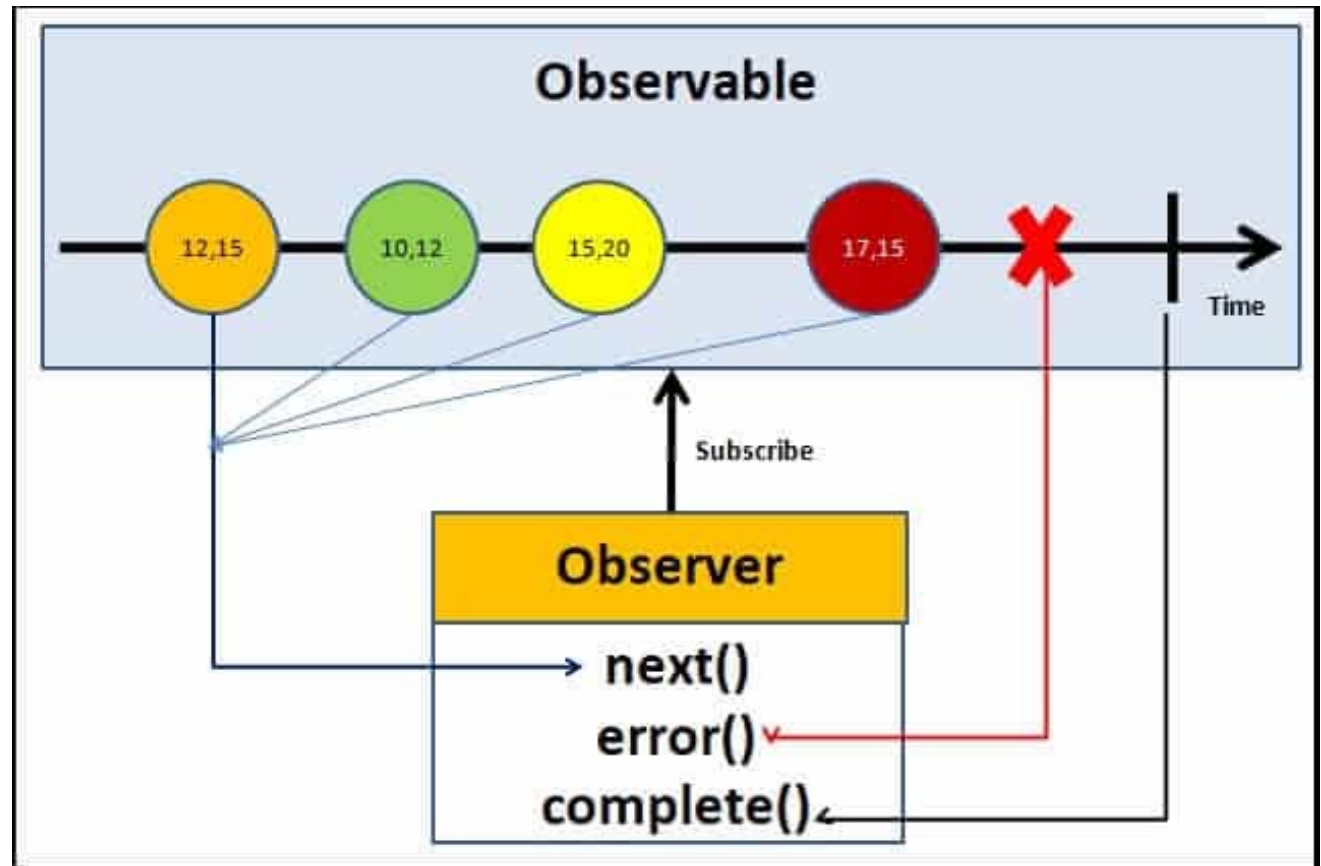 Observable
12,15
10,12
15,20
17,15
Time
Subscribe
Observer
next()
error()
complete()